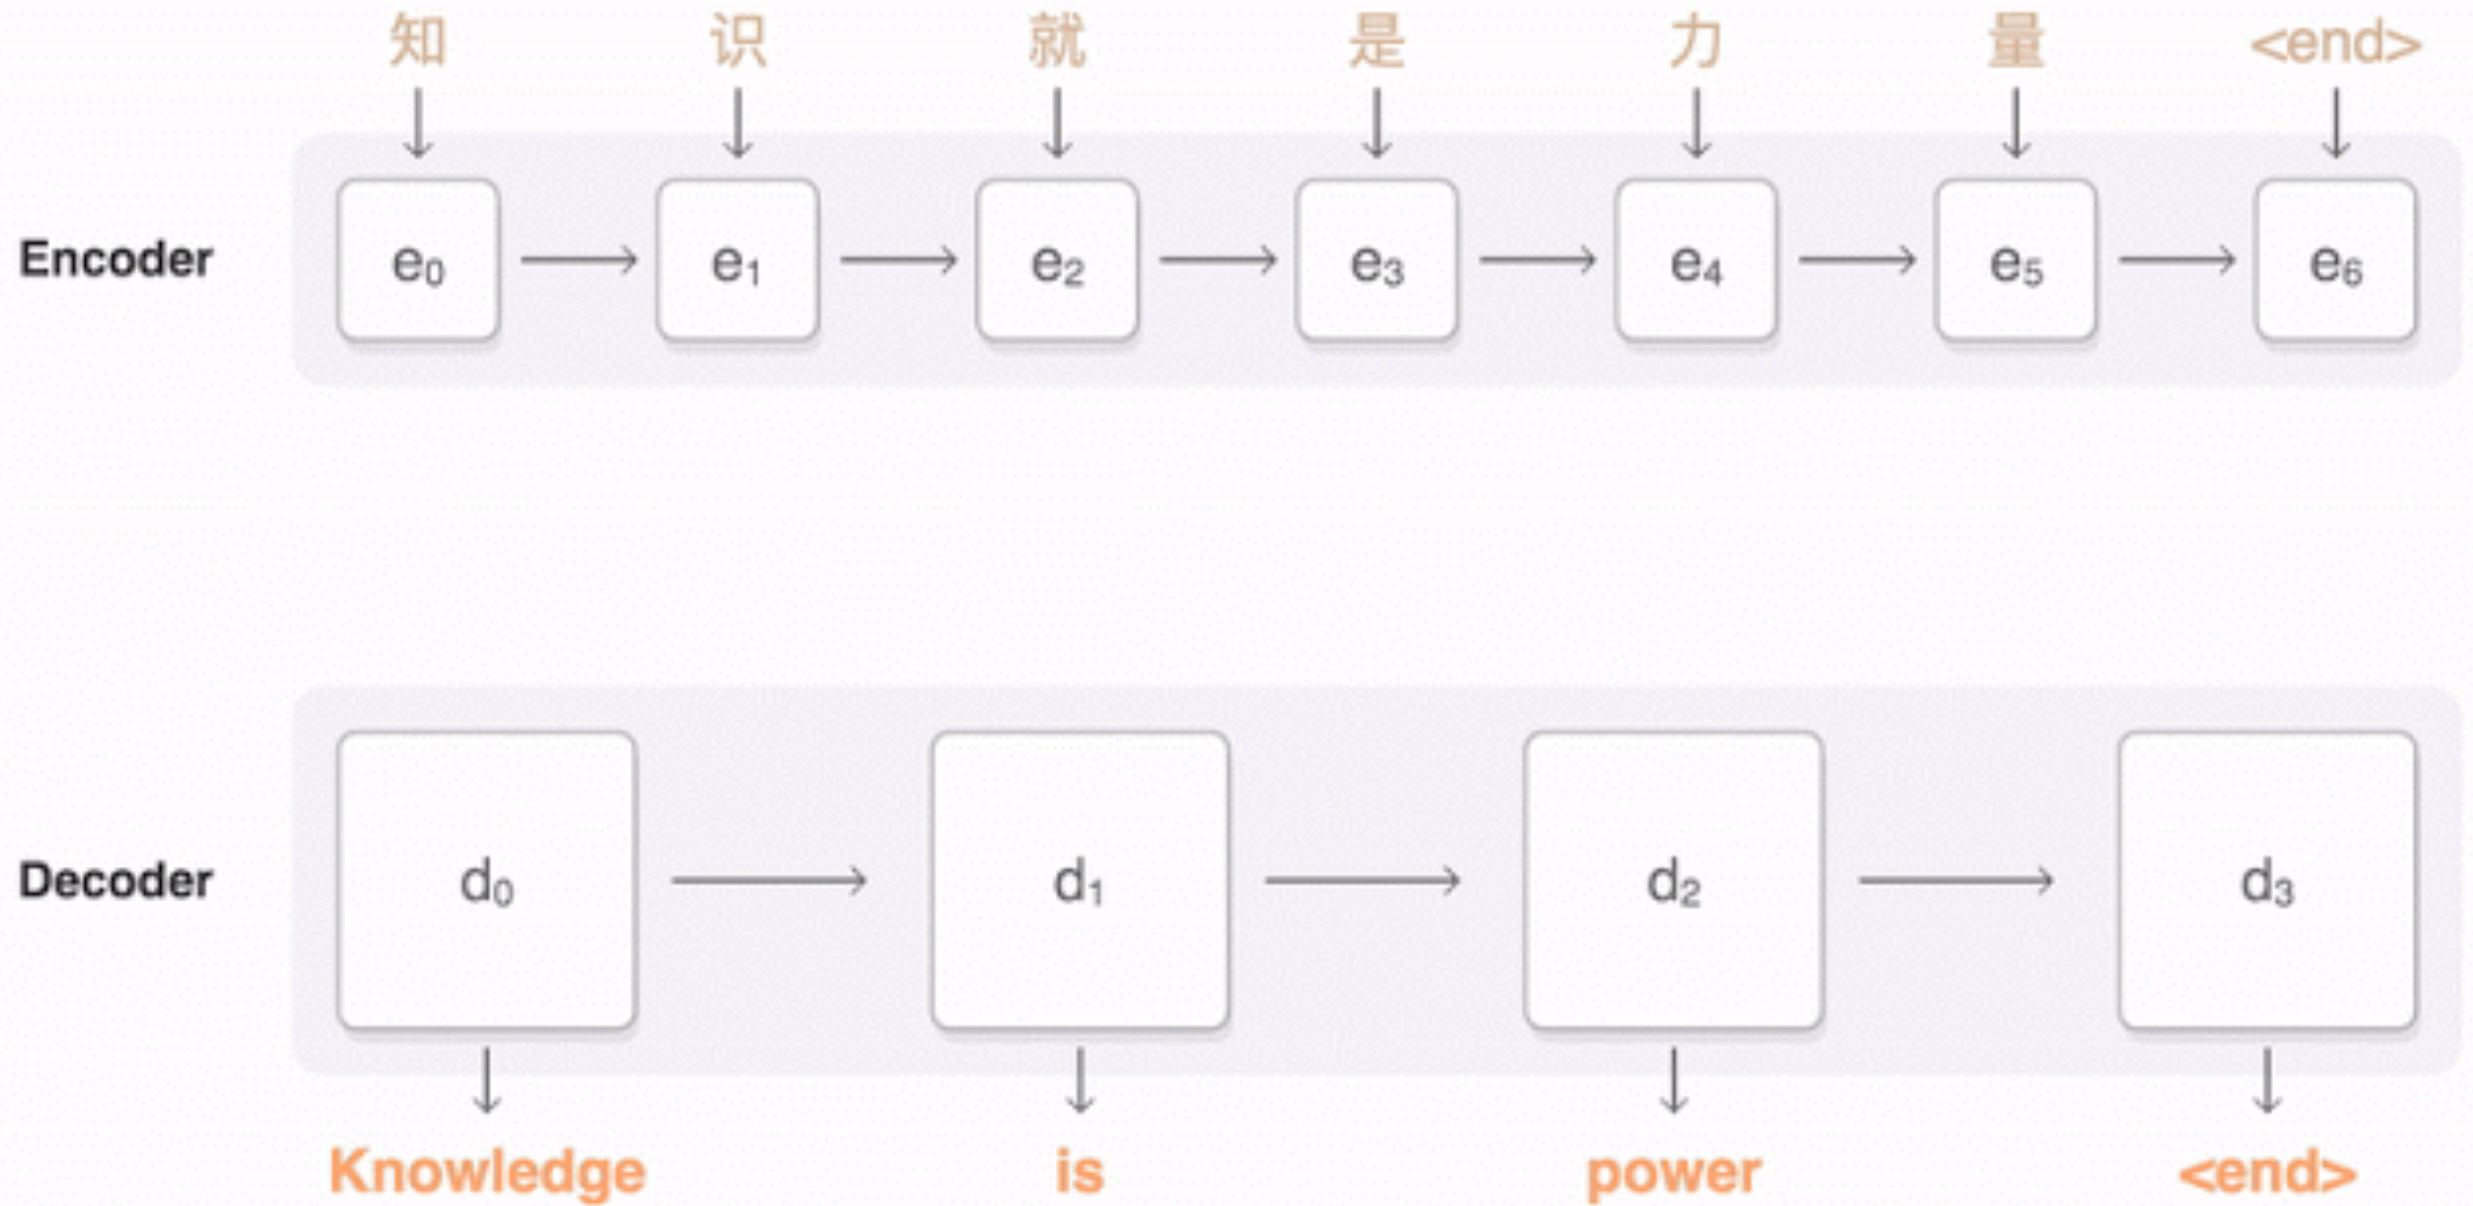 知 识 就 是 力 量 <end>
Encoder e₀ e₁ e₂ e₃ e₄ e₅ e₆
Decoder d₀ d₁ d₂ d₃
Knowledge is power <end>